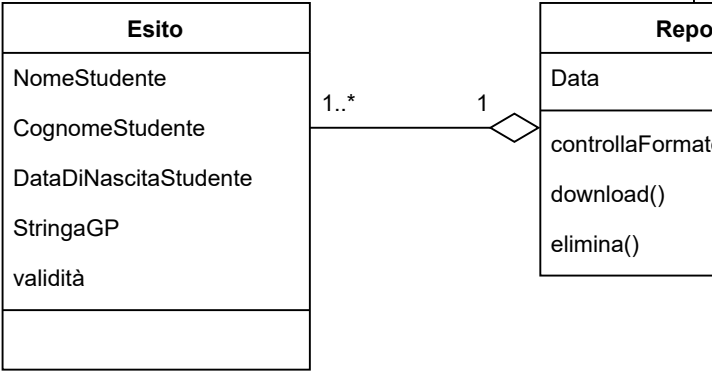 Esito
NomeStudente
CognomeStudente
DataDiNascitaStudente
StringaGP
validità
1..*
1
Repo
Data
controllaFormat
download()
elimina()